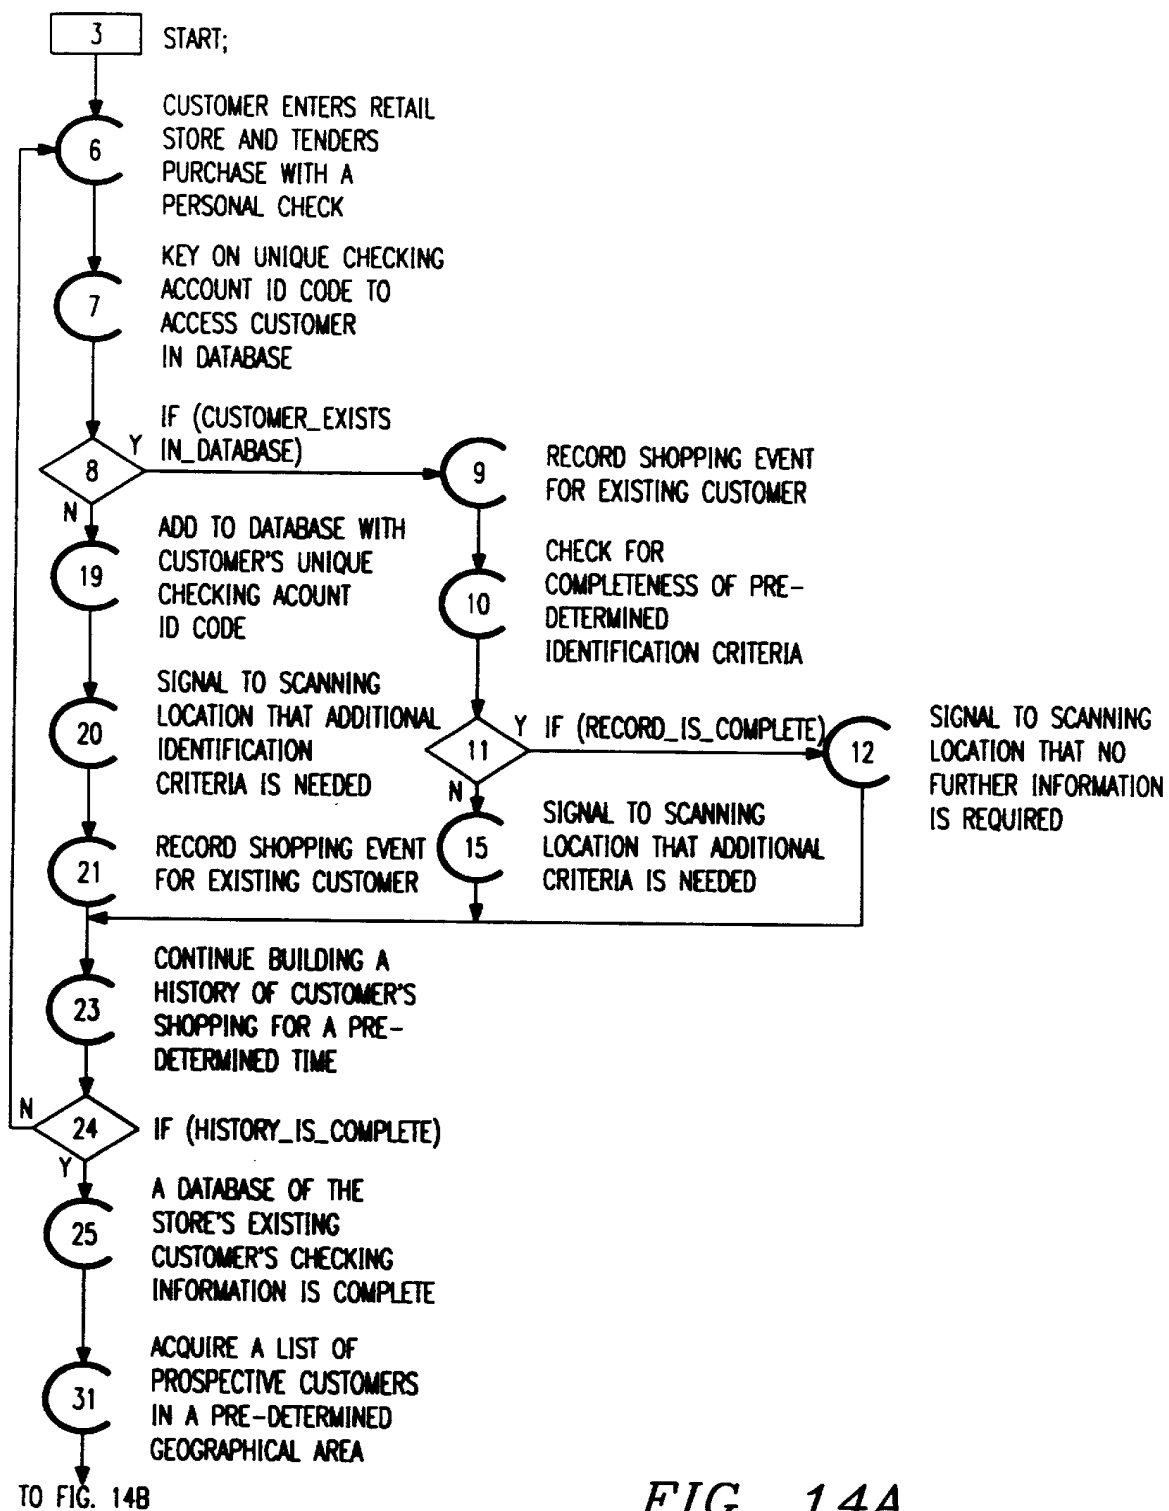 3 START;
CUSTOMER ENTERS RETAIL
STORE AND TENDERS
PURCHASE WITH A
PERSONAL CHECK
6
KEY ON UNIQUE CHECKING
ACCOUNT ID CODE TO
ACCESS CUSTOMER
IN DATABASE
7
IF (CUSTOMER_EXISTS
IN_DATABASE)
Y
8
N
9
RECORD SHOPPING EVENT
FOR EXISTING CUSTOMER
ADD TO DATABASE WITH
CUSTOMER'S UNIQUE
CHECKING ACOUNT
ID CODE
19
CHECK FOR
COMPLETENESS OF PRE-
DETERMINED
IDENTIFICATION CRITERIA
10
SIGNAL TO SCANNING
LOCATION THAT ADDITIONAL
IDENTIFICATION
CRITERIA IS NEEDED
20
11
Y IF (RECORD_IS_COMPLETE)
N
12
SIGNAL TO SCANNING
LOCATION THAT NO
FURTHER INFORMATION
IS REQUIRED
SIGNAL TO SCANNING
LOCATION THAT ADDITIONAL
CRITERIA IS NEEDED
15
RECORD SHOPPING EVENT
FOR EXISTING CUSTOMER
21
CONTINUE BUILDING A
HISTORY OF CUSTOMER'S
SHOPPING FOR A PRE-
DETERMINED TIME
23
N
24 IF (HISTORY_IS_COMPLETE)
Y
A DATABASE OF THE
STORE'S EXISTING
CUSTOMER'S CHECKING
INFORMATION IS COMPLETE
25
ACQUIRE A LIST OF
PROSPECTIVE CUSTOMERS
IN A PRE-DETERMINED
GEOGRAPHICAL AREA
31
TO FIG. 14B
FIG. 14A